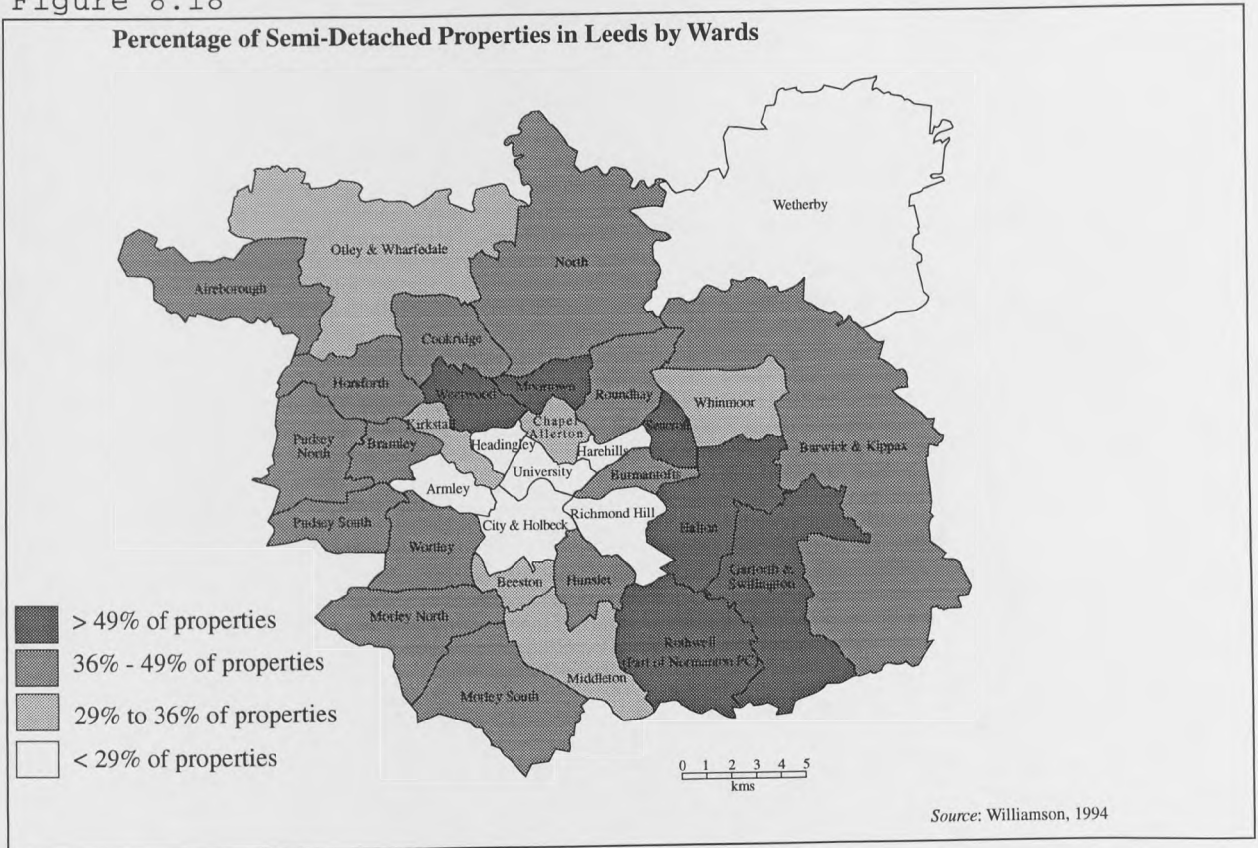 Figure 8.18
Percentage of Semi-Detached Properties in Leeds by Wards
Wetherby
Otley & Wharfedale
North
Aireborough
Cookridge
Horsforth
Weetwood
Moortown
Roundhay
Whinmoor
Seacroft
Kirkstall
Chapel
Allerton
Pudsey
North
Bramley
Headingley
Harehills
Barwick & Kippax
University
Burmantofts
Armley
Richmond Hill
City & Holbeck
Pudsey South
Halton
Wortley
Garforth &
Swillington
Beeston
Hunslet
Morley North
Rothwell
(Part of Normanton PC)
Middleton
Morley South
> 49% of properties
36% - 49% of properties
29% to 36% of properties
< 29% of properties
0 1 2 3 4 5
kms
Source: Williamson, 1994